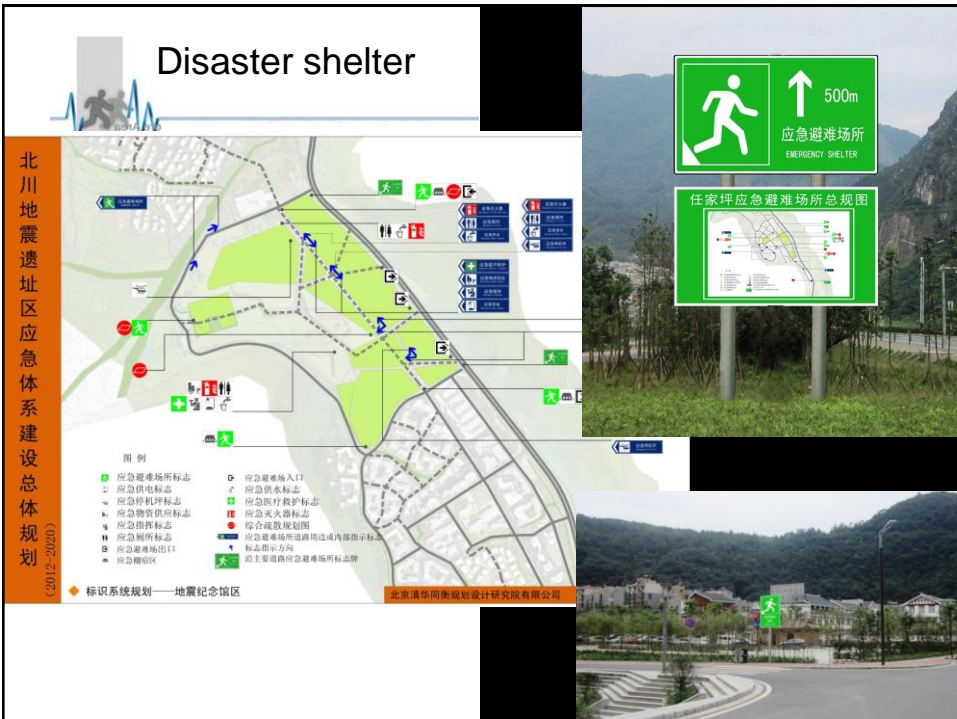 Disaster shelter
北川地震遗址区应急体系建设总体规划
(2012-2020)
500m
应急避难场所
EMERGENCY SHELTER
任家坪应急避难场所总规图
图 例
应急避难场所标志
应急供电标志
应急停机坪标志
应急物资供应标志
应急指挥标志
应急厕所标志
应急避难场出口
应急棚宿区
应急避难场入口
应急供水标志
应急医疗救护标志
应急灭火器标志
综合疏散规划图
应急避难场所道路周边或内部指示标志
标志指示方向
沿主要道路应急避难场所标志牌
标识系统规划——地震纪念馆区
北京清华同衡规划设计研究院有限公司